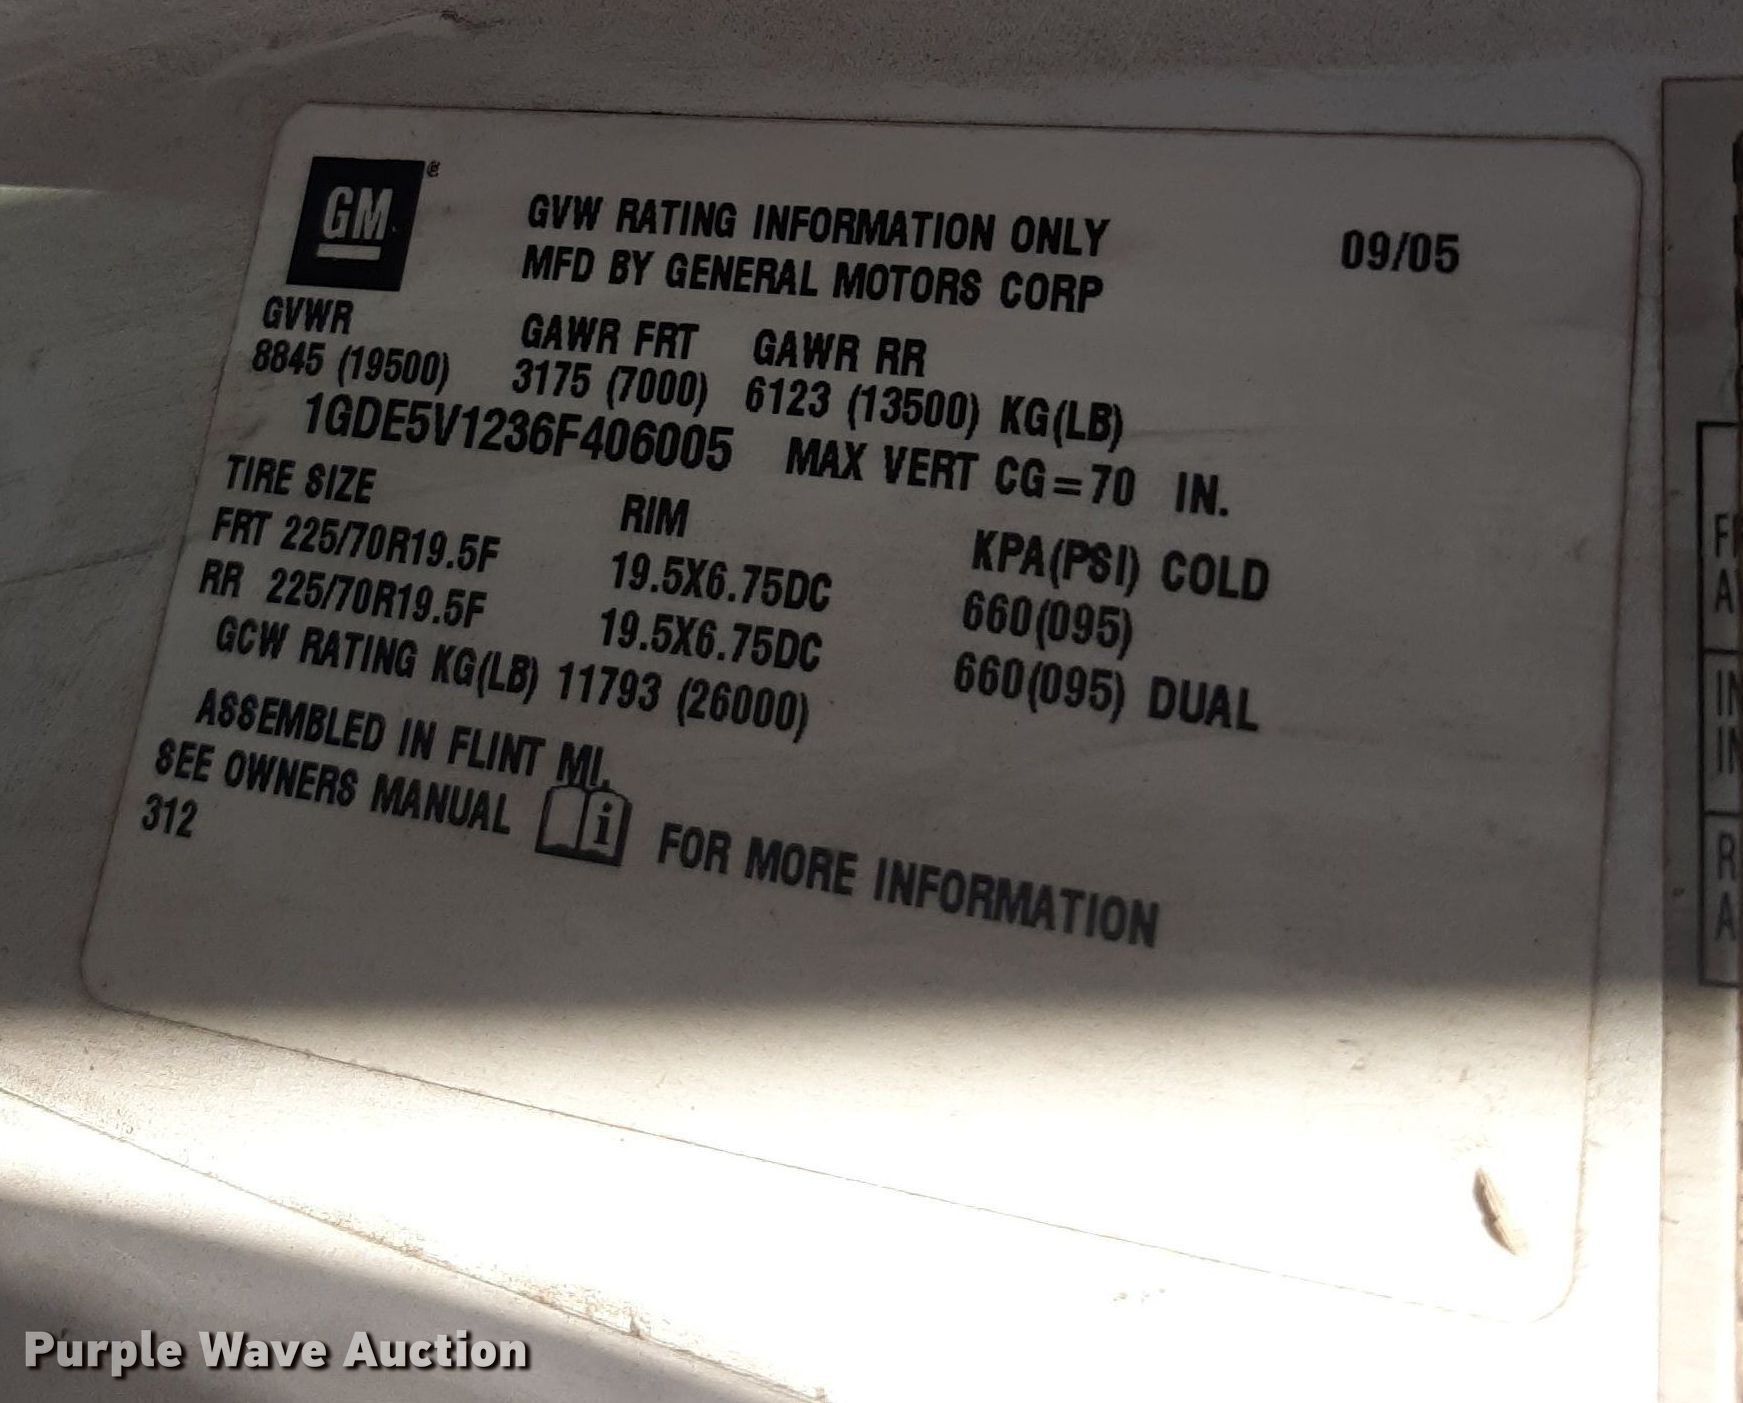 GM®
GVW RATING INFORMATION ONLY
09/05
MFD BY GENERAL MOTORS CORP
GVWR GAWR FRT GAWR RR
8845 (19500) 3175 (7000) 6123 (13500) KG(LB)
1GDE5V1236F406005 MAX VERT CG=70 IN.
TIRE SIZE RIM KPA(PSI) COLD
FRT 225/70R19.5F 19.5X6.75DC 660(095)
RR 225/70R19.5F 19.5X6.75DC 660(095) DUAL
GCW RATING KG(LB) 11793 (26000)
ASSEMBLED IN FLINT MI.
SEE OWNERS MANUAL i FOR MORE INFORMATION
312
Purple Wave Auction